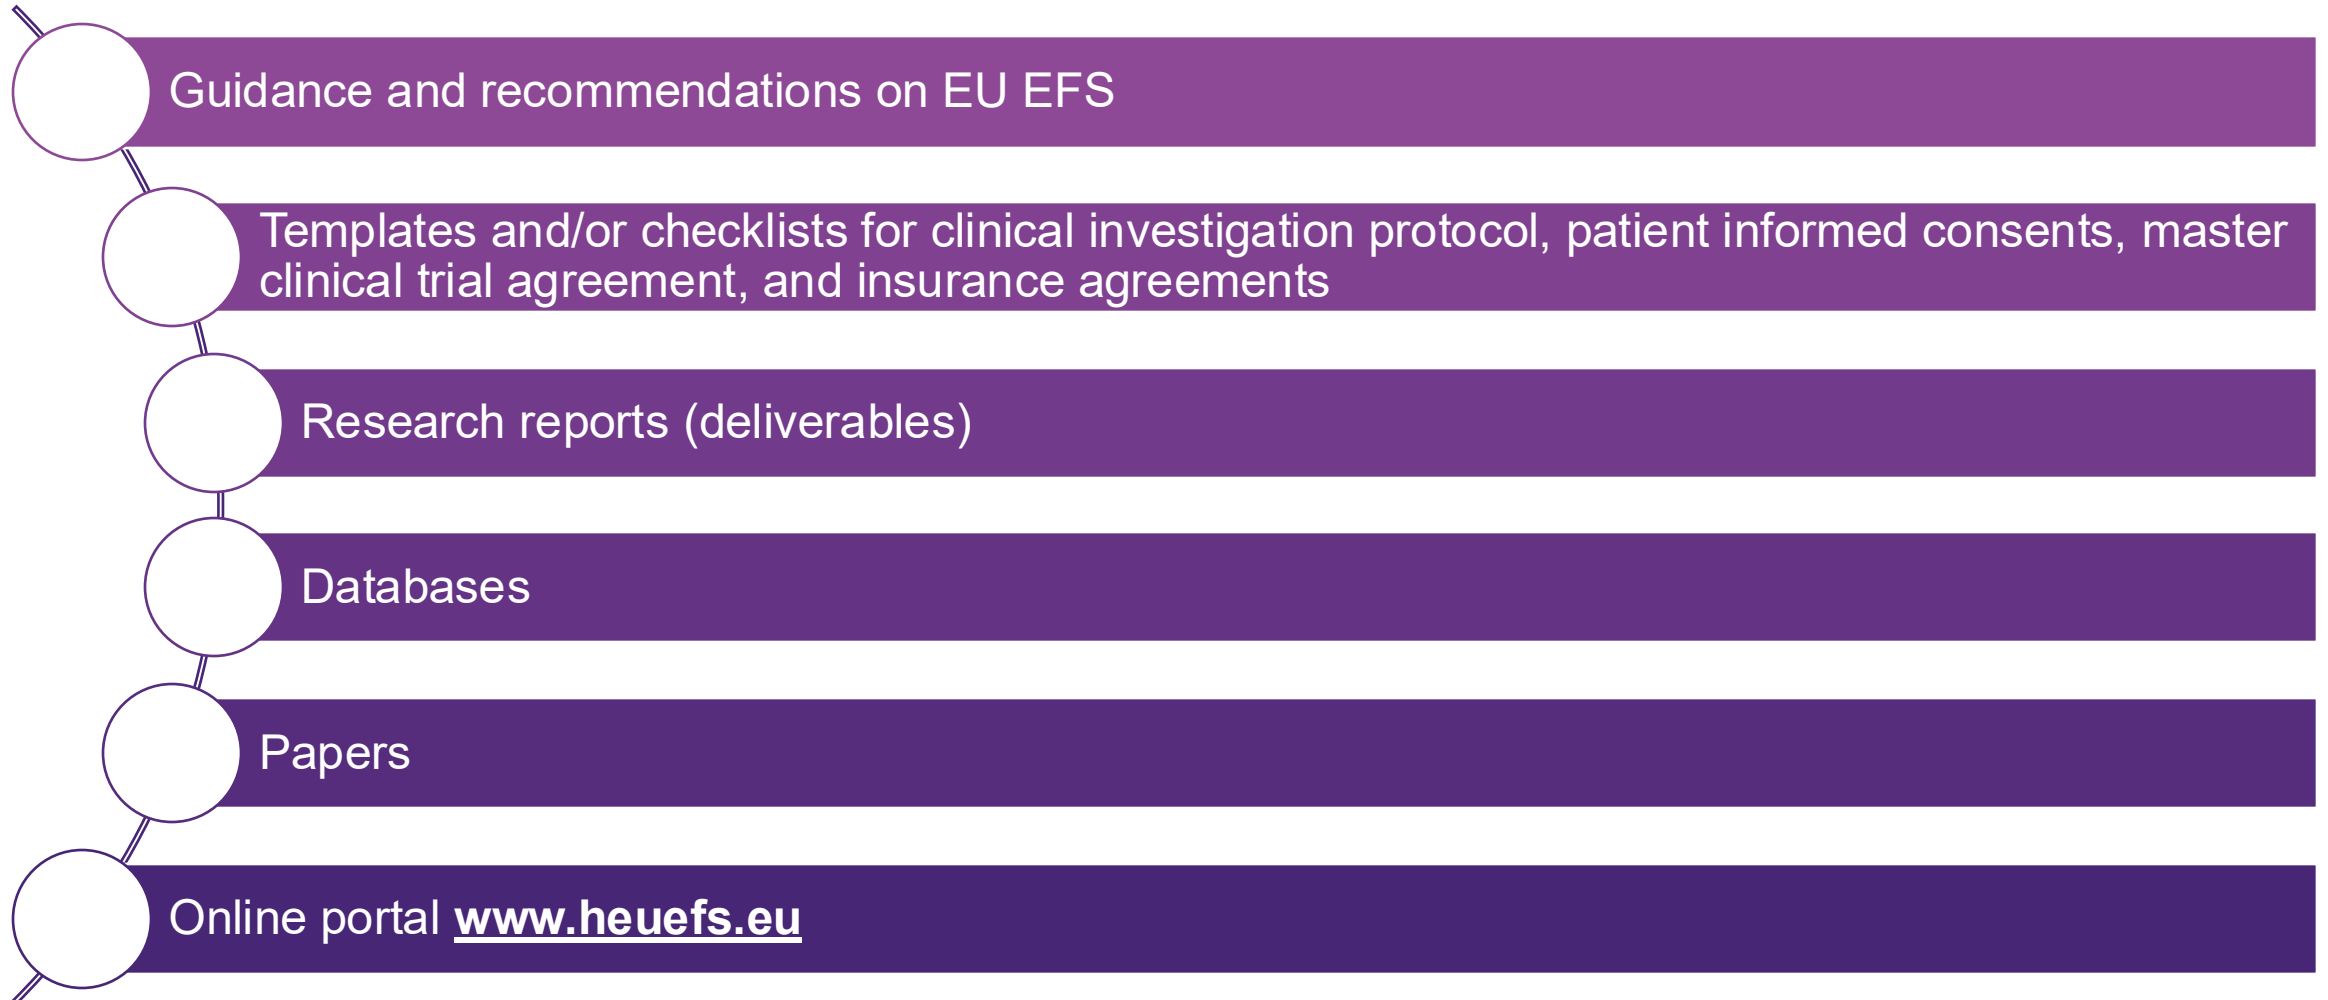 Guidance and recommendations on EU EFS
Templates and/or checklists for clinical investigation protocol, patient informed consents, master
clinical trial agreement, and insurance agreements
Research reports (deliverables)
Databases
Papers
Online portal www.heuefs.eu